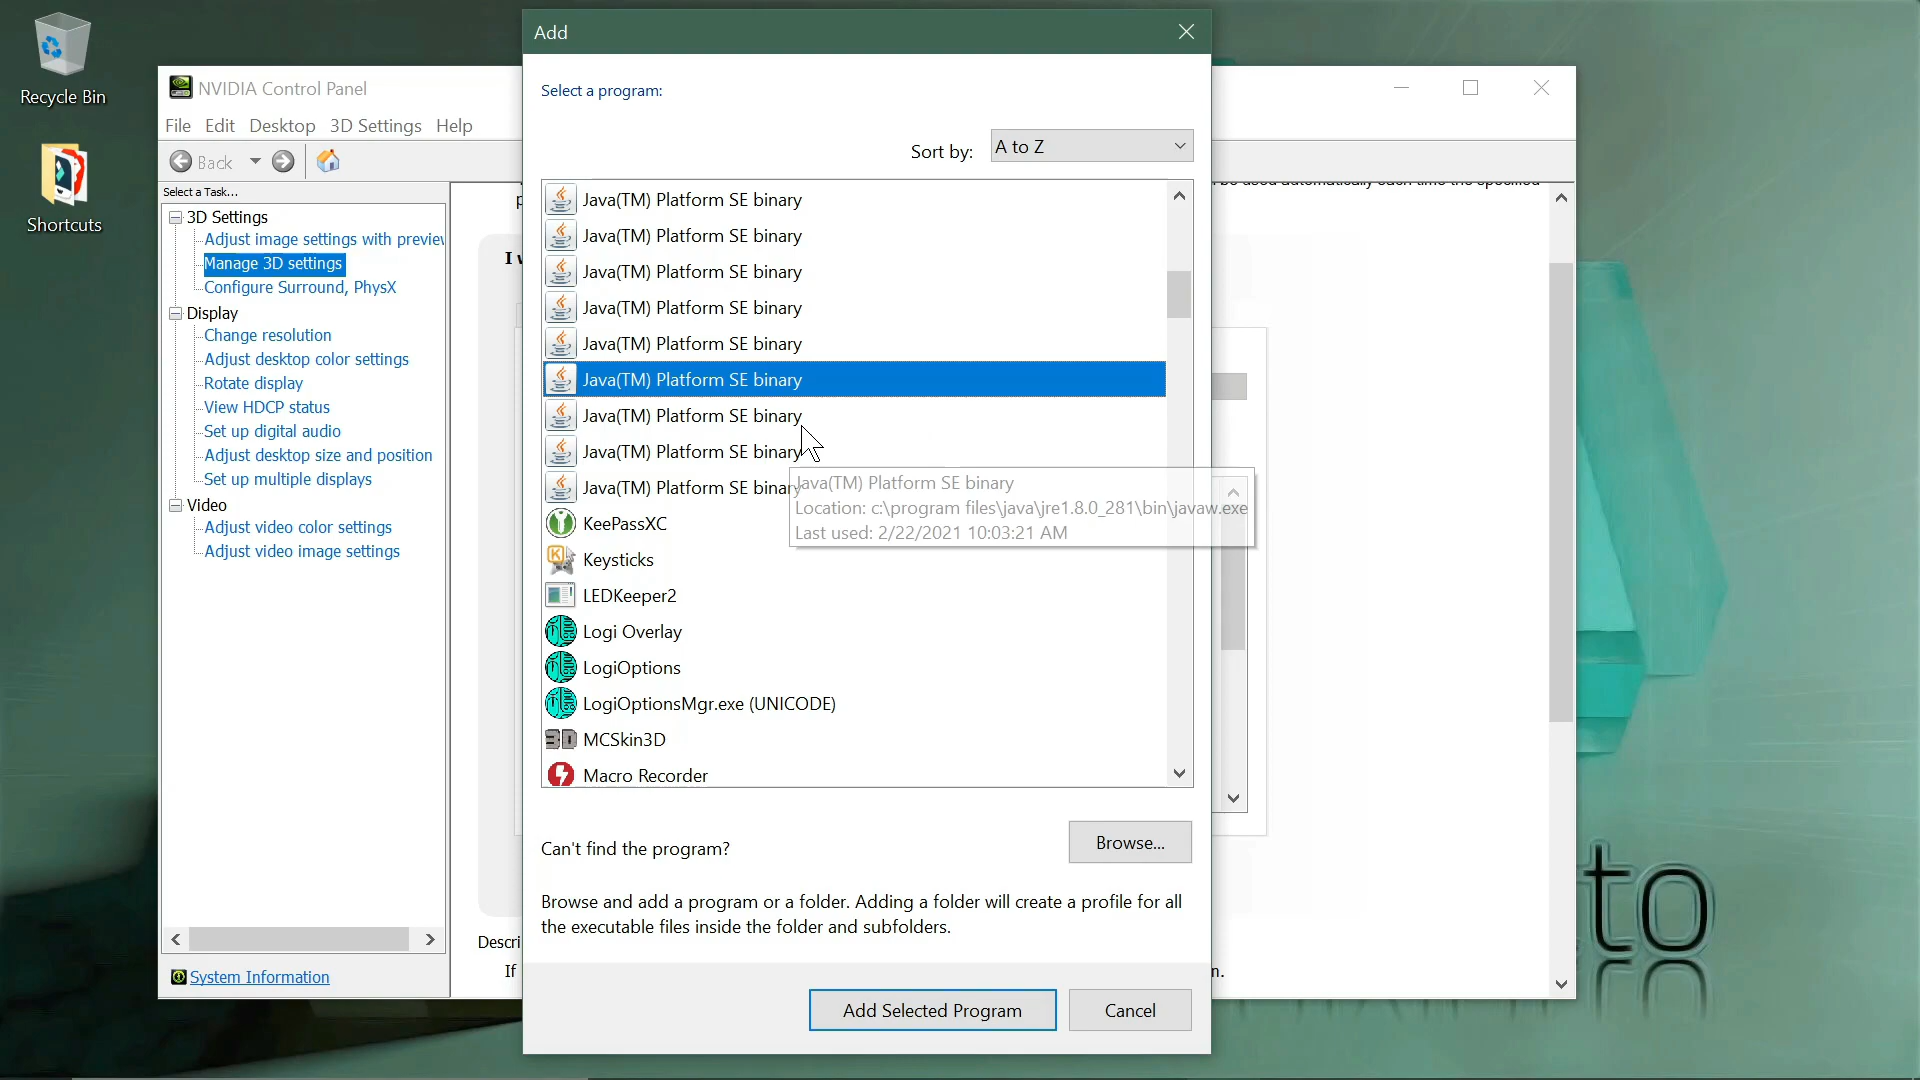 Recycle Bin
Shortcuts
NVIDIA Control Panel
File Edit Desktop 3D Settings Help
Back
Select a Task...
3D Settings
Adjust image settings with preview
Manage 3D settings
Configure Surround, PhysX
Display
Change resolution
Adjust desktop color settings
Rotate display
View HDCP status
Set up digital audio
Adjust desktop size and position
Set up multiple displays
Video
Adjust video color settings
Adjust video image settings
System Information
Add
Select a program:
Sort by: A to Z
Java(TM) Platform SE binary
Java(TM) Platform SE binary
Java(TM) Platform SE binary
Java(TM) Platform SE binary
Java(TM) Platform SE binary
Java(TM) Platform SE binary
Java(TM) Platform SE binary
Java(TM) Platform SE binary
Java(TM) Platform SE binary
Java(TM) Platform SE binary
Location: c:\program files\java\jre1.8.0_281\bin\javaw.exe
Last used: 2/22/2021 10:03:21 AM
KeePassXC
Keysticks
LEDKeeper2
Logi Overlay
LogiOptions
LogiOptionsMgr.exe (UNICODE)
3D MCSkin3D
Macro Recorder
Can't find the program?
Browse...
Browse and add a program or a folder. Adding a folder will create a profile for all
the executable files inside the folder and subfolders.
Add Selected Program
Cancel
Descri
If
n.
to